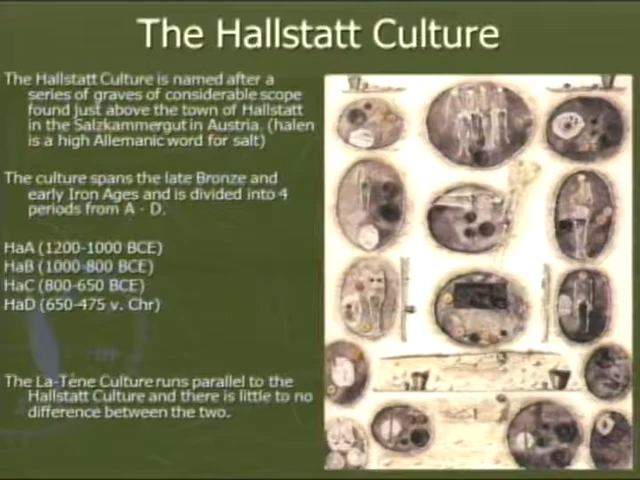 The Hallstatt Culture
The Hallstatt Culture is named after a
series of graves of considerable scope
found just above the town of Hallstatt
in the Salzkammergut in Austria. (halen
is a high Allemanic word for salt)
The culture spans the late Bronze and
early Iron Ages and is divided into 4
periods from A - D.
HaA (1200-1000 BCE)
HaB (1000-800 BCE)
HaC (800-650 BCE)
HaD (650-475 v. Chr)
The La-Tène Culture runs parallel to the
Hallstatt Culture and there is little to no
difference between the two.